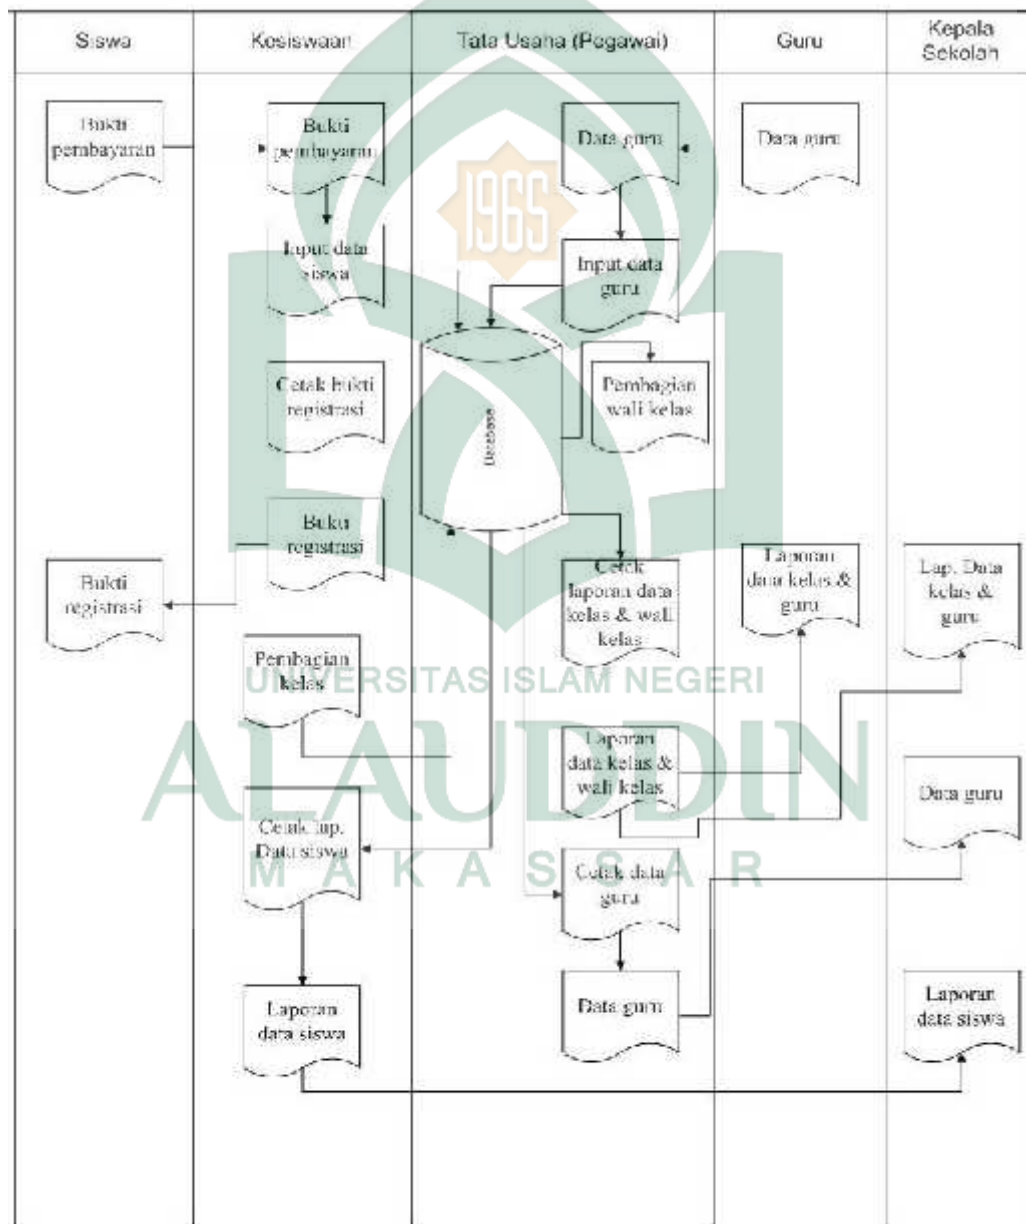 Siswa
Kesiswaan
Tata Usaha (Pegawai)
Guru
Kepala
Sekolah
Bukti
pembayaran
Bukti
pembayaran
Data guru
Data guru
1965
Input data
siswa
Input data
guru
Cetak bukti
registrasi
Database
Pembagian
wali kelas
Bukti
registrasi
Bukti
registrasi
Cetak
laporan data
kelas & wali
kelas
Laporan
data kelas &
guru
Lap. Data
kelas &
guru
Pembagian
kelas
UNIVERSITAS ISLAM NEGERI
ALAUDDIN
MAKASSAR
Laporan
data kelas &
wali kelas
Data guru
Cetak lap.
Data siswa
Cetak data
guru
Laporan
data siswa
Data guru
Laporan
data siswa